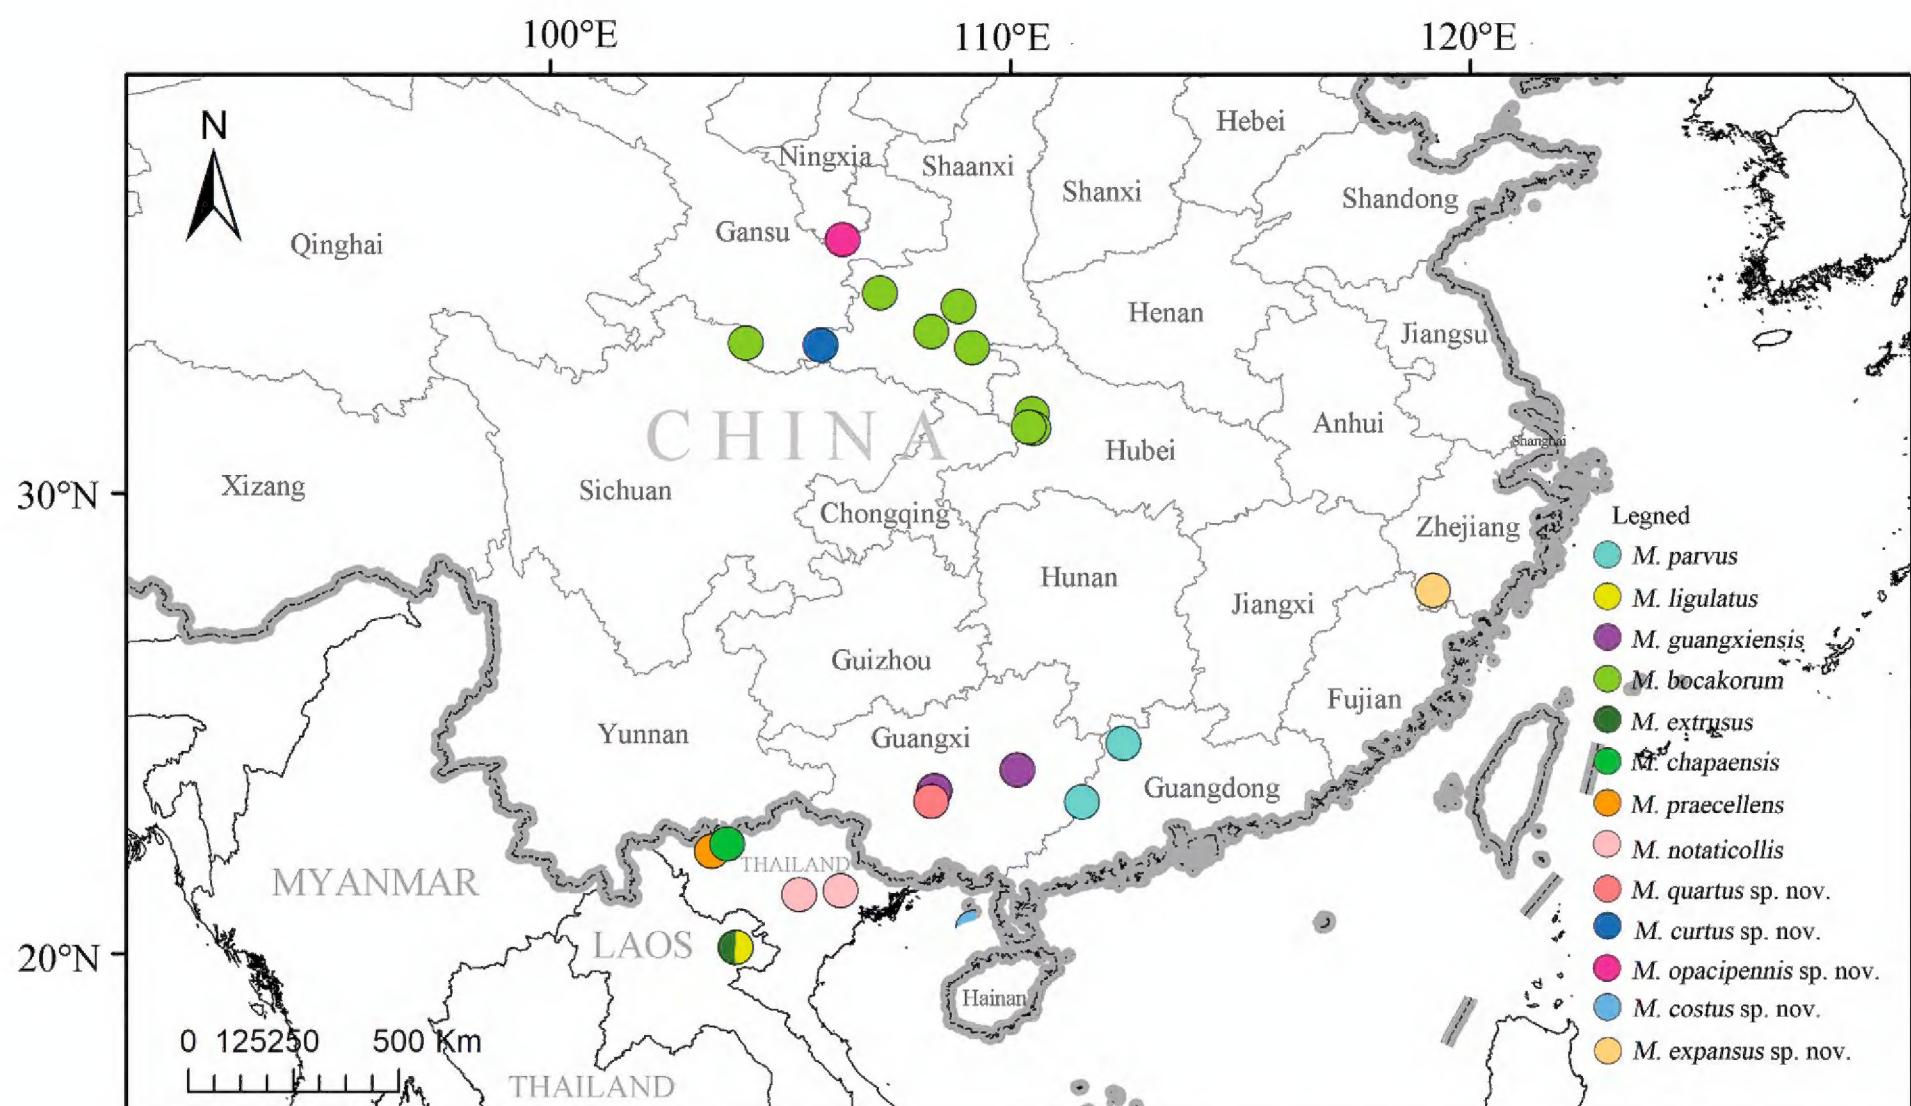 100°E 110°E 120°E
N
Hebei
Ningxia
Shaanxi
Shanxi
Shandong
Gansu
Qinghai
Henan
Jiangsu
CHINA
Anhui
Shanghai
Hubei
30°N
Xizang
Sichuan
Chongqing
Zhejiang
Hunan
Jiangxi
Guizhou
Fujian
Yunnan
Guangxi
Guangdong
THAILAND
MYANMAR
LAOS
20°N
Hainan
0 125250 500 Km
THAILAND
Legned
M. parvus
M. ligulatus
M. guangxiensis
M. bocakorum
M. extrusus
M. chapaensis
M. praecellens
M. notaticollis
M. quartus sp. nov.
M. curtus sp. nov.
M. opacipennis sp. nov.
M. costus sp. nov.
M. expansus sp. nov.